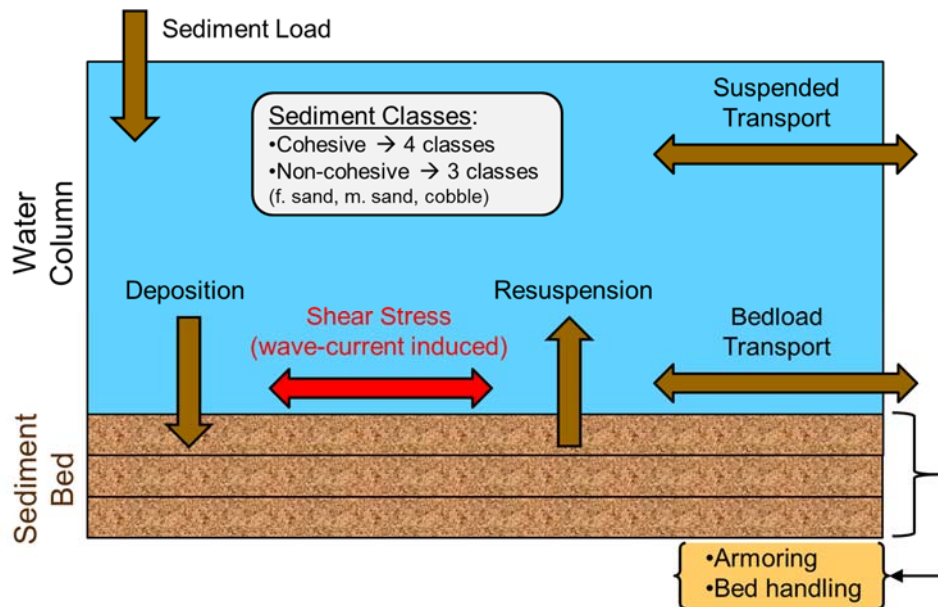 Sediment Load
Sediment Classes:
•Cohesive → 4 classes
•Non-cohesive → 3 classes
(f. sand, m. sand, cobble)
Suspended
Transport
Water
Column
Deposition
Shear Stress
(wave-current induced)
Resuspension
Bedload
Transport
Sediment
Bed
•Armoring
•Bed handling